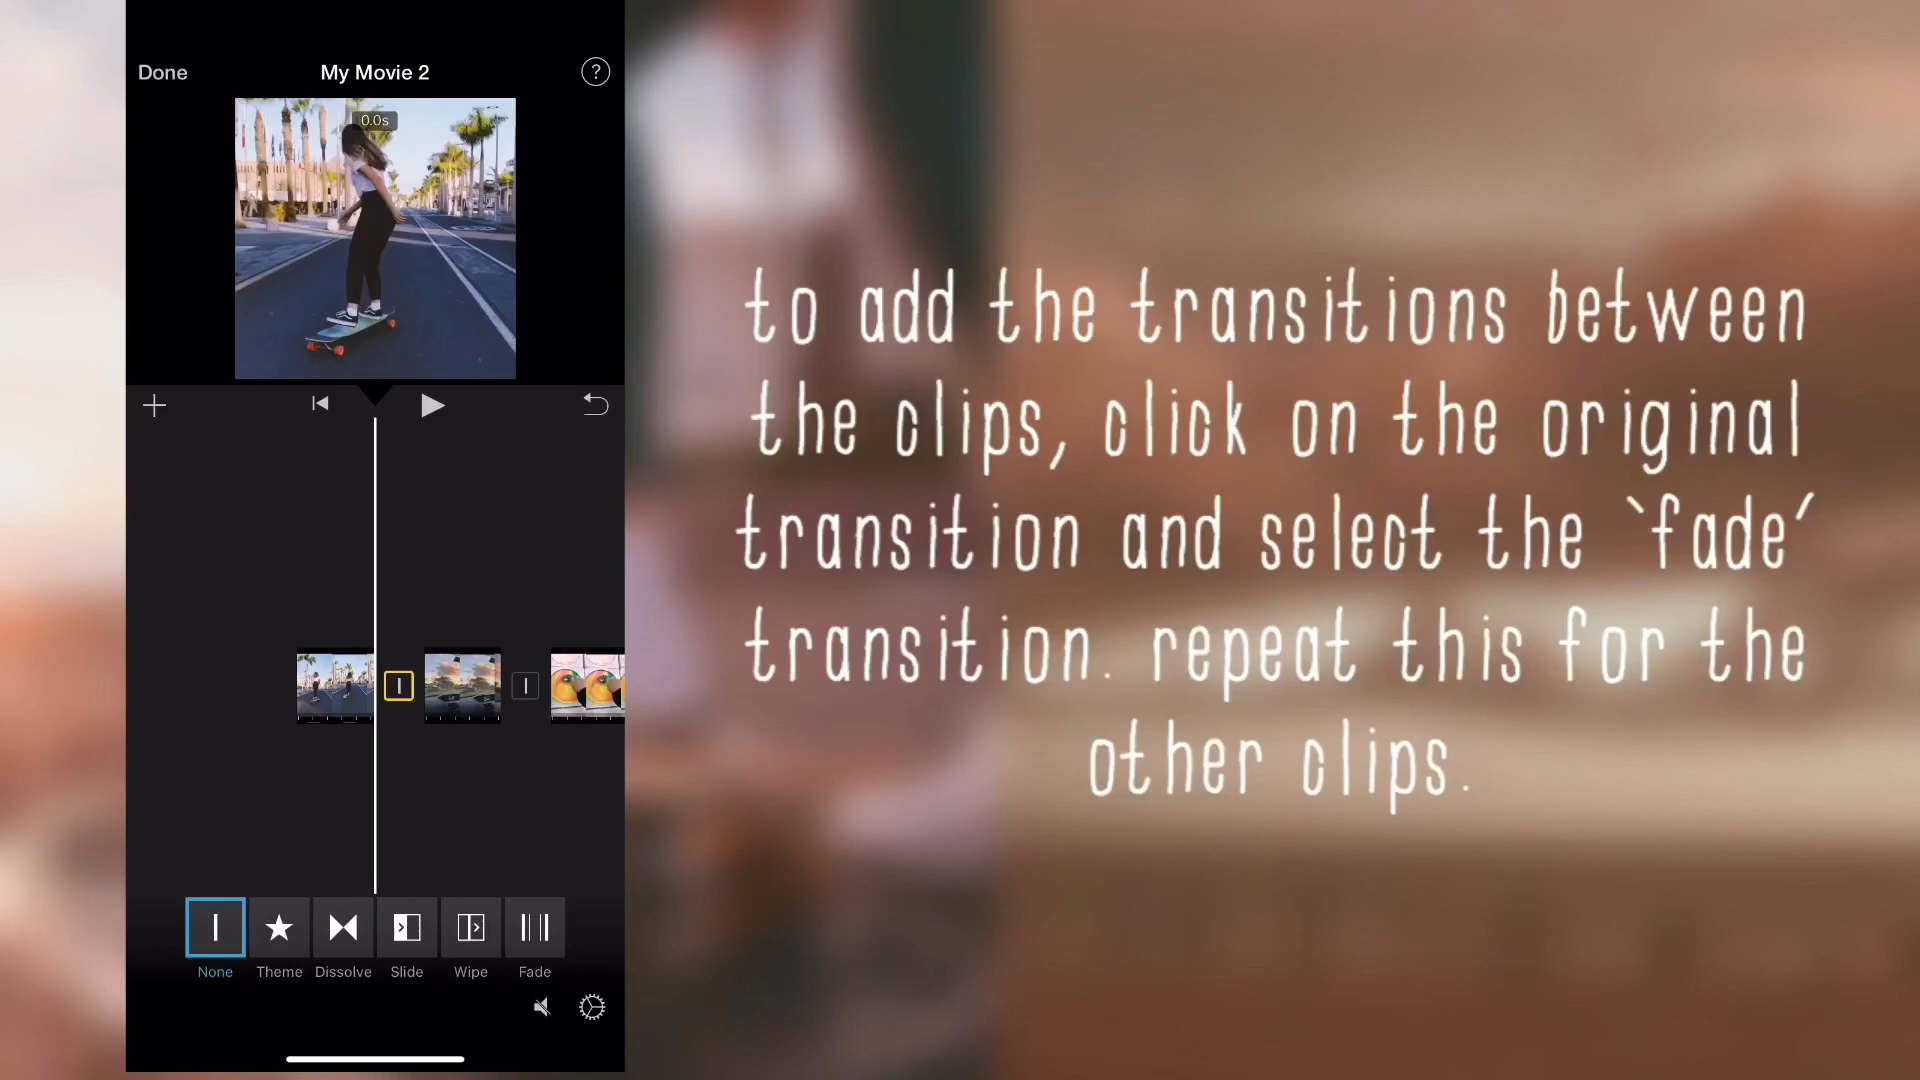 Done
My Movie 2
?
0.0s
to add the transitions between
the clips, click on the original
transition and select the `fade´
transition. repeat this for the
other clips.
None
Theme
Dissolve
Slide
Wipe
Fade